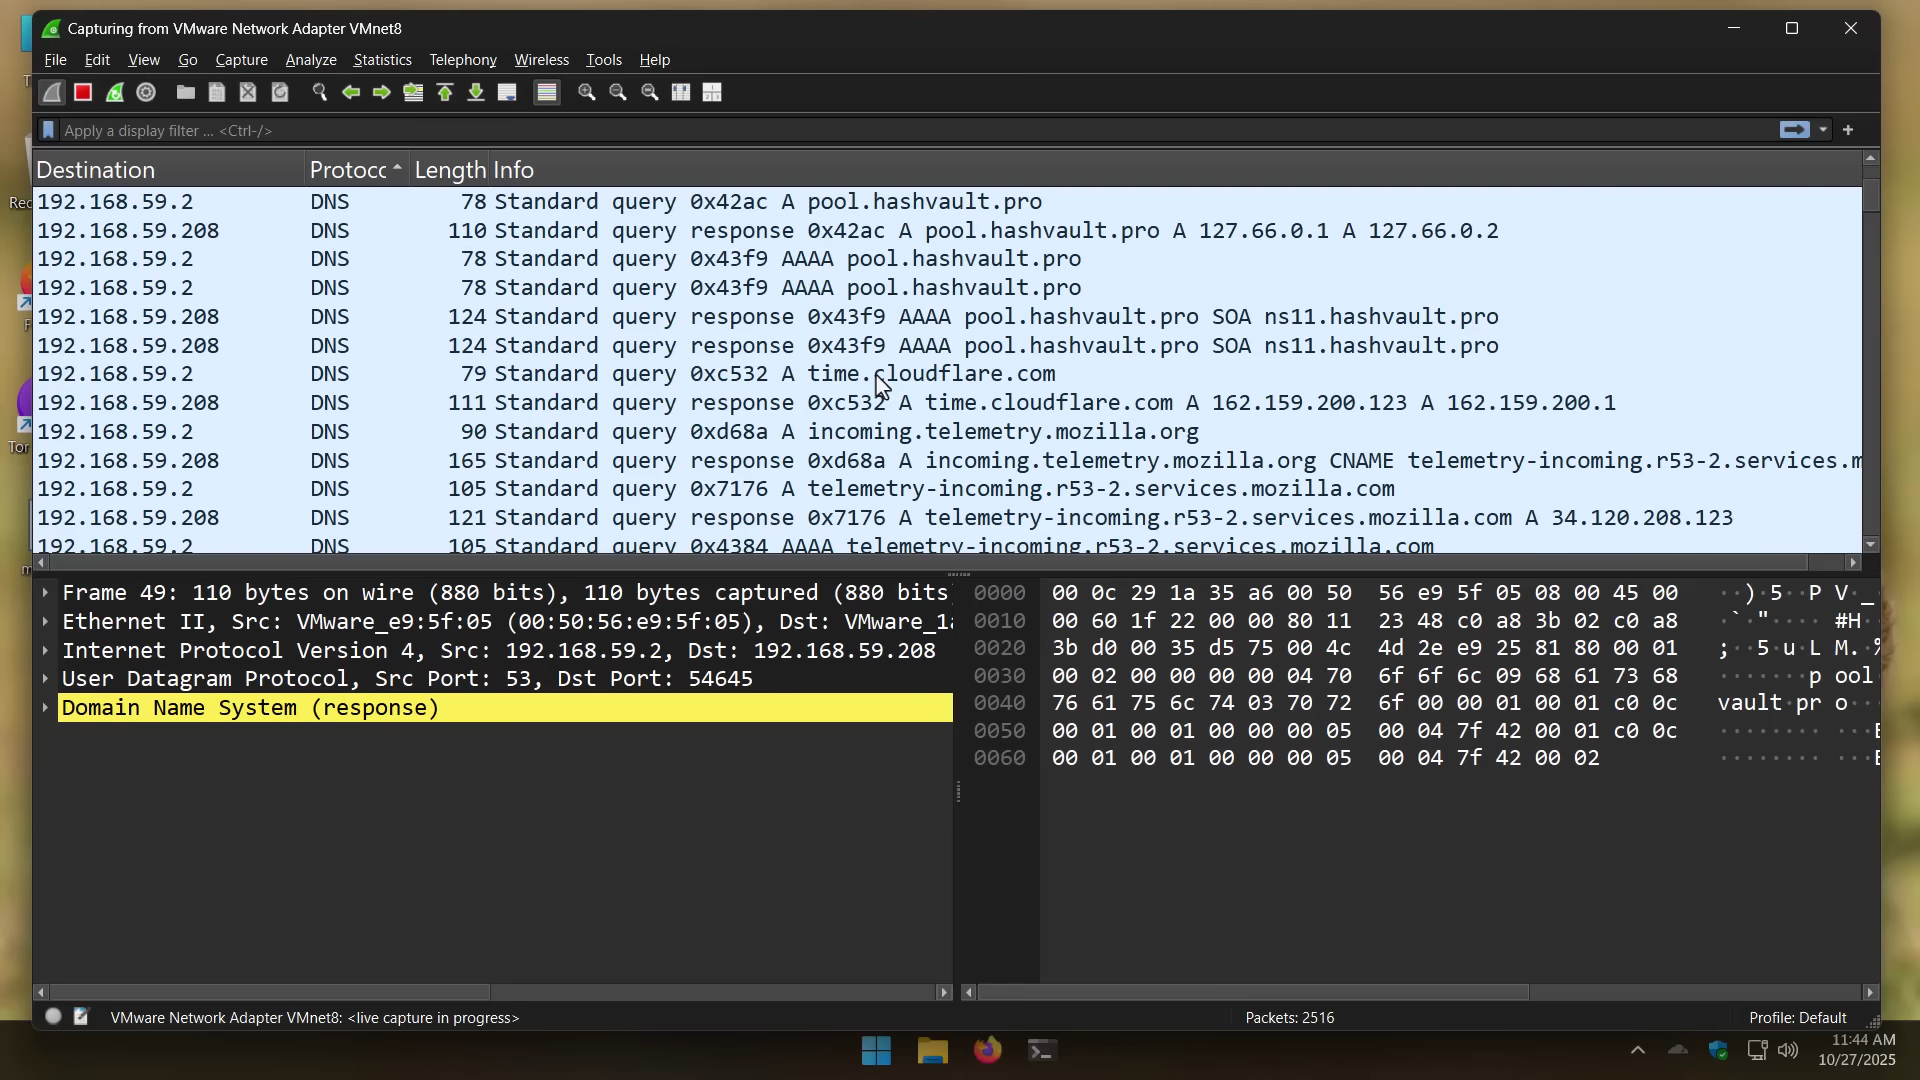 Capturing from VMware Network Adapter VMnet8
File Edit View Go Capture Analyze Statistics Telephony Wireless Tools Help
Apply a display filter ... <Ctrl-/>
Destination Protocc Length Info
192.168.59.2 DNS 78 Standard query 0x42ac A pool.hashvault.pro
192.168.59.208 DNS 110 Standard query response 0x42ac A pool.hashvault.pro A 127.66.0.1 A 127.66.0.2
192.168.59.2 DNS 78 Standard query 0x43f9 AAAA pool.hashvault.pro
192.168.59.2 DNS 78 Standard query 0x43f9 AAAA pool.hashvault.pro
192.168.59.208 DNS 124 Standard query response 0x43f9 AAAA pool.hashvault.pro SOA ns11.hashvault.pro
192.168.59.208 DNS 124 Standard query response 0x43f9 AAAA pool.hashvault.pro SOA ns11.hashvault.pro
192.168.59.2 DNS 79 Standard query 0xc532 A time.cloudflare.com
192.168.59.208 DNS 111 Standard query response 0xc532 A time.cloudflare.com A 162.159.200.123 A 162.159.200.1
192.168.59.2 DNS 90 Standard query 0xd68a A incoming.telemetry.mozilla.org
192.168.59.208 DNS 165 Standard query response 0xd68a A incoming.telemetry.mozilla.org CNAME telemetry-incoming.r53-2.services.m
192.168.59.2 DNS 105 Standard query 0x7176 A telemetry-incoming.r53-2.services.mozilla.com
192.168.59.208 DNS 121 Standard query response 0x7176 A telemetry-incoming.r53-2.services.mozilla.com A 34.120.208.123
192.168.59.2 DNS 105 Standard query 0x4384 AAAA telemetry-incoming.r53-2.services.mozilla.com
Frame 49: 110 bytes on wire (880 bits), 110 bytes captured (880 bits
Ethernet II, Src: VMware_e9:5f:05 (00:50:56:e9:5f:05), Dst: VMware_1a
Internet Protocol Version 4, Src: 192.168.59.2, Dst: 192.168.59.208
User Datagram Protocol, Src Port: 53, Dst Port: 54645
Domain Name System (response)
0000 00 0c 29 1a 35 a6 00 50 56 e9 5f 05 08 00 45 00 ··)·5··P V·_·
0010 00 60 1f 22 00 00 80 11 23 48 c0 a8 3b 02 c0 a8 ·`·"···· #H··
0020 3b d0 00 35 d5 75 00 4c 4d 2e e9 25 81 80 00 01 ;··5·u·L M.·%
0030 00 02 00 00 00 00 04 70 6f 6f 6c 09 68 61 73 68 ·······p ool
0040 76 61 75 6c 74 03 70 72 6f 00 00 01 00 01 c0 0c vault·pr o···
0050 00 01 00 01 00 00 00 05 00 04 7f 42 00 01 c0 0c ········ ···B
0060 00 01 00 01 00 00 00 05 00 04 7f 42 00 02 ········ ···B
VMware Network Adapter VMnet8: <live capture in progress>
Packets: 2516
Profile: Default
11:44 AM
10/27/2025
Rec
Tor